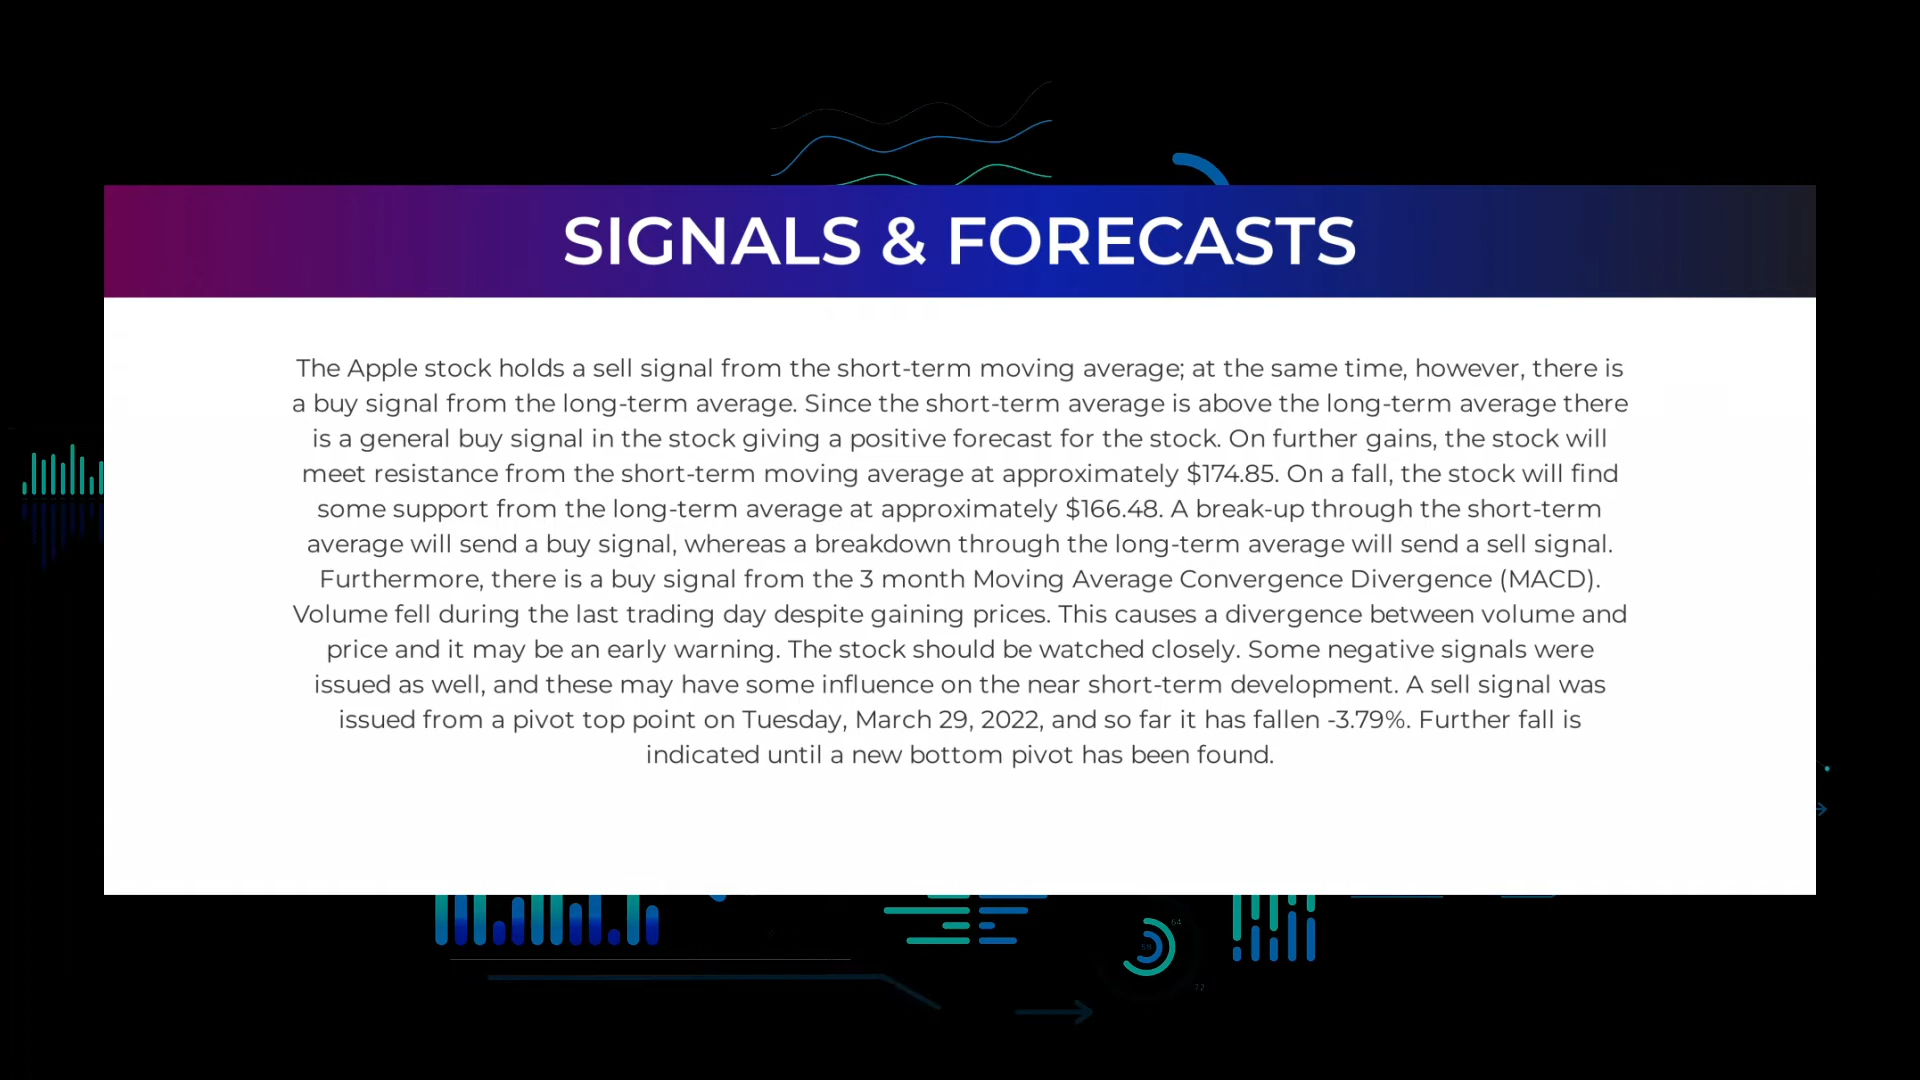 SIGNALS & FORECASTS
The Apple stock holds a sell signal from the short-term moving average; at the same time, however, there is
a buy signal from the long-term average. Since the short-term average is above the long-term average there
is a general buy signal in the stock giving a positive forecast for the stock. On further gains, the stock will
meet resistance from the short-term moving average at approximately $174.85. On a fall, the stock will find
some support from the long-term average at approximately $166.48. A break-up through the short-term
average will send a buy signal, whereas a breakdown through the long-term average will send a sell signal.
Furthermore, there is a buy signal from the 3 month Moving Average Convergence Divergence (MACD).
Volume fell during the last trading day despite gaining prices. This causes a divergence between volume and
price and it may be an early warning. The stock should be watched closely. Some negative signals were
issued as well, and these may have some influence on the near short-term development. A sell signal was
issued from a pivot top point on Tuesday, March 29, 2022, and so far it has fallen -3.79%. Further fall is
indicated until a new bottom pivot has been found.
64
72